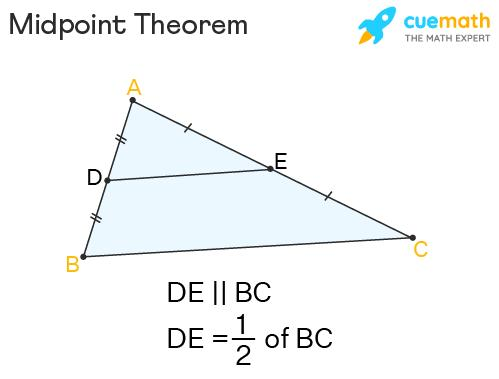 Midpoint Theorem
cuemath
THE MATH EXPERT
A
E
D
B
C
DE || BC
DE = 1/2 of BC